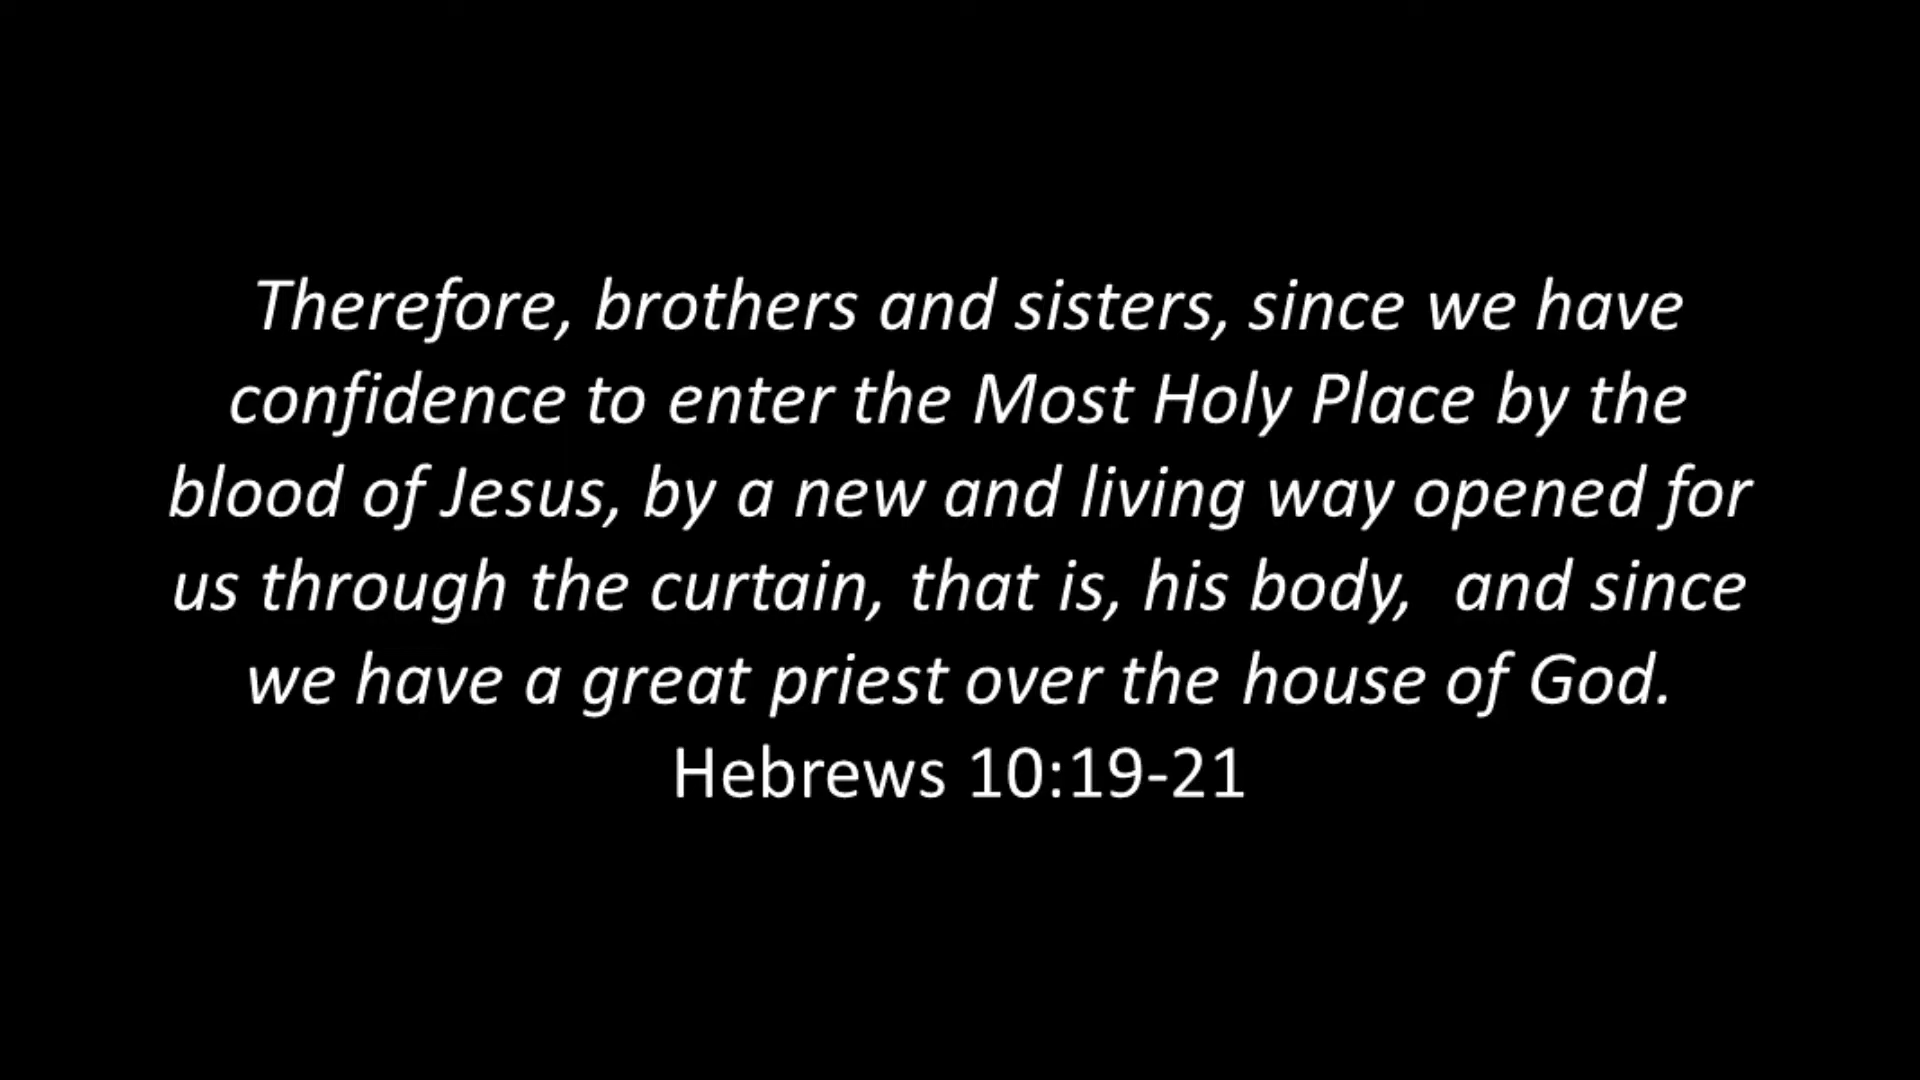 Therefore, brothers and sisters, since we have
confidence to enter the Most Holy Place by the
blood of Jesus, by a new and living way opened for
us through the curtain, that is, his body,  and since
we have a great priest over the house of God.
Hebrews 10:19-21